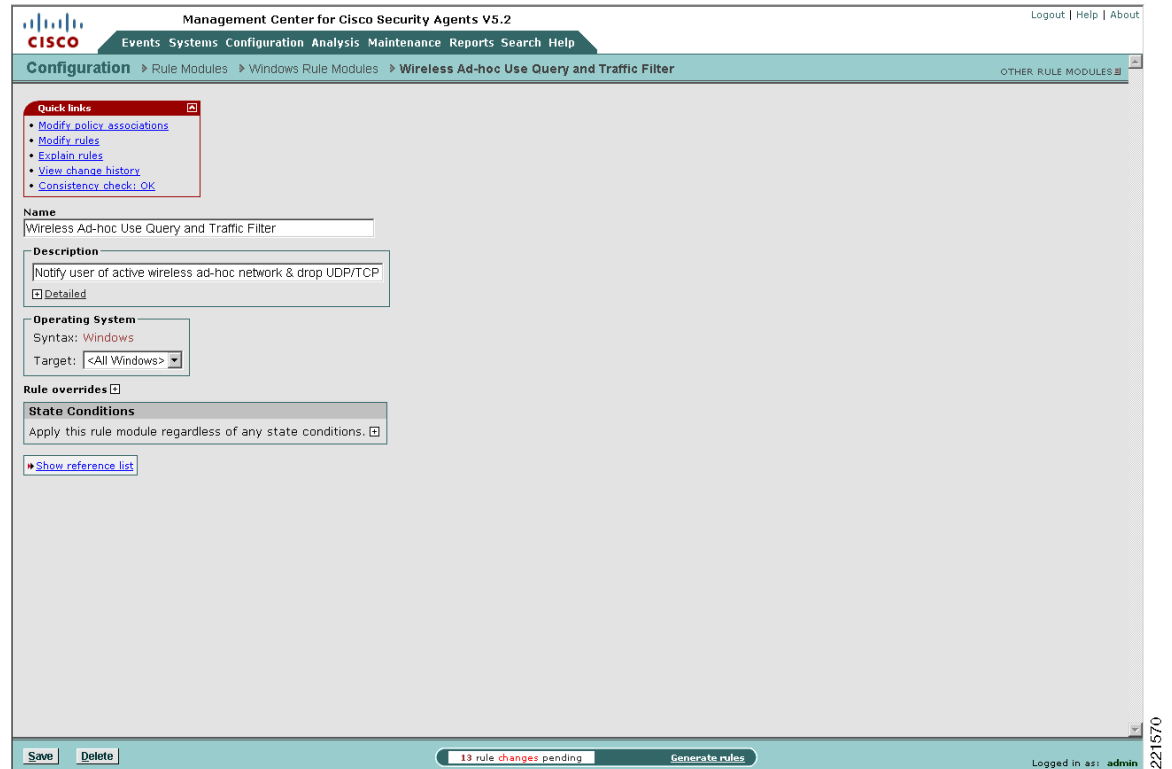 Management Center for Cisco Security Agents V5.2
Logout | Help | About
CISCO
Events Systems Configuration Analysis Maintenance Reports Search Help
Configuration > Rule Modules > Windows Rule Modules > Wireless Ad-hoc Use Query and Traffic Filter
OTHER RULE MODULES
Quick links
• Modify policy associations
• Modify rules
• Explain rules
• View change history
• Consistency check: OK
Name
Wireless Ad-hoc Use Query and Traffic Filter
Description
Notify user of active wireless ad-hoc network & drop UDP/TCP
+ Detailed
Operating System
Syntax: Windows
Target: <All Windows>
Rule overrides +
State Conditions
Apply this rule module regardless of any state conditions. +
Show reference list
Save Delete
13 rule changes pending
Generate rules
Logged in as: admin
221570